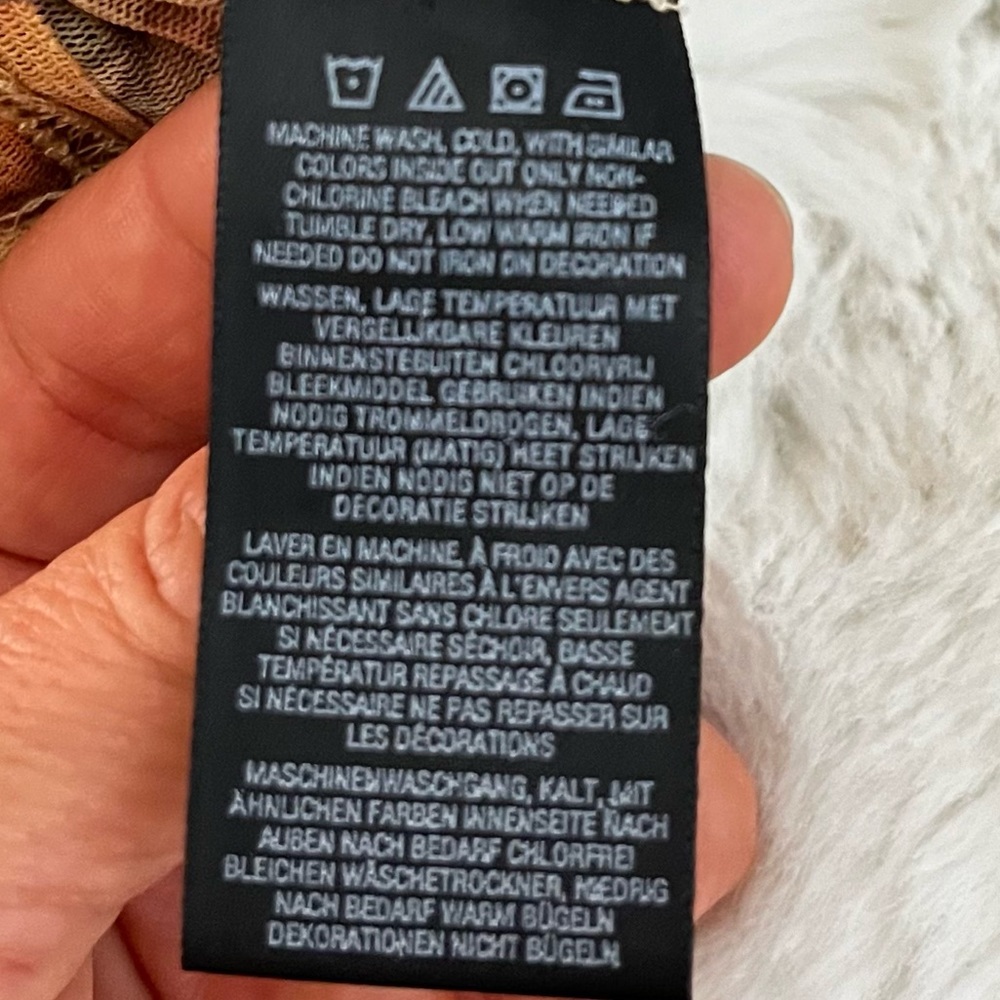 MACHINE WASH, COLD, WITH SIMILAR
COLORS INSIDE OUT ONLY NON-
CHLORINE BLEACH WHEN NEEDED
TUMBLE DRY, LOW WARM IRON IF
NEEDED DO NOT IRON ON DECORATION
WASSEN, LAGE TEMPERATUUR MET
VERGELIJKBARE KLEUREN
BINNENSTEBUITEN CHLOORVRIJ
BLEEKMIDDEL GEBRUIKEN INDIEN
NODIG TROMMELDROGEN, LAGE
TEMPERATUUR (MATIG) HEET STRIJKEN
INDIEN NODIG NIET OP DE
DECORATIE STRIJKEN
LAVER EN MACHINE, À FROID AVEC DES
COULEURS SIMILAIRES À L'ENVERS AGENT
BLANCHISSANT SANS CHLORE SEULEMENT
SI NÉCESSAIRE SÉCHOIR, BASSE
TEMPÉRATUR REPASSAGE À CHAUD
SI NÉCESSAIRE NE PAS REPASSER SUR
LES DÉCORATIONS
MASCHINENWASCHGANG, KALT, MIT
ÄHNLICHEN FARBEN INNENSEITE NACH
AUßEN NACH BEDARF CHLORFREI
BLEICHEN WÄSCHETROCKNER, NIEDRIG
NACH BEDARF WARM BÜGELN
DEKORATIONEN NICHT BÜGELN